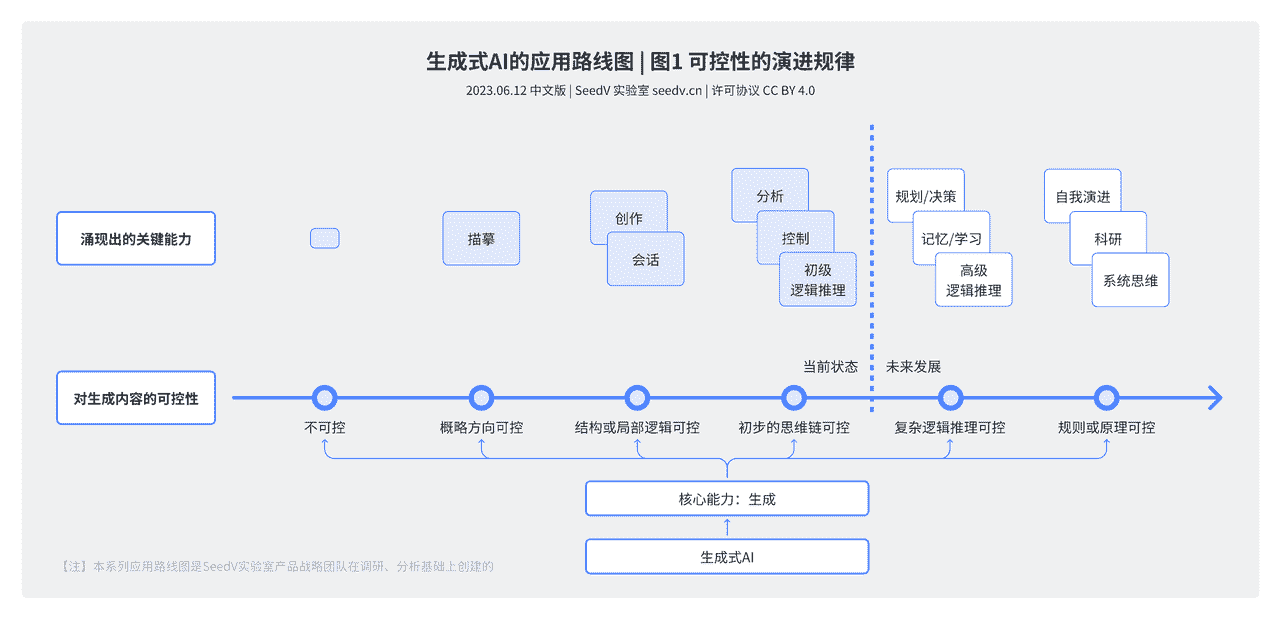 生成式AI的应用路线图 | 图1 可控性的演进规律
2023.06.12 中文版 | SeedV 实验室 seedv.cn | 许可协议 CC BY 4.0
涌现出的关键能力
描摹
创作
会话
分析
控制
初级
逻辑推理
规划/决策
记忆/学习
高级
逻辑推理
自我演进
科研
系统思维
当前状态
未来发展
对生成内容的可控性
不可控
概略方向可控
结构或局部逻辑可控
初步的思维链可控
复杂逻辑推理可控
规则或原理可控
核心能力：生成
生成式AI
【注】本系列应用路线图是SeedV实验室产品战略团队在调研、分析基础上创建的